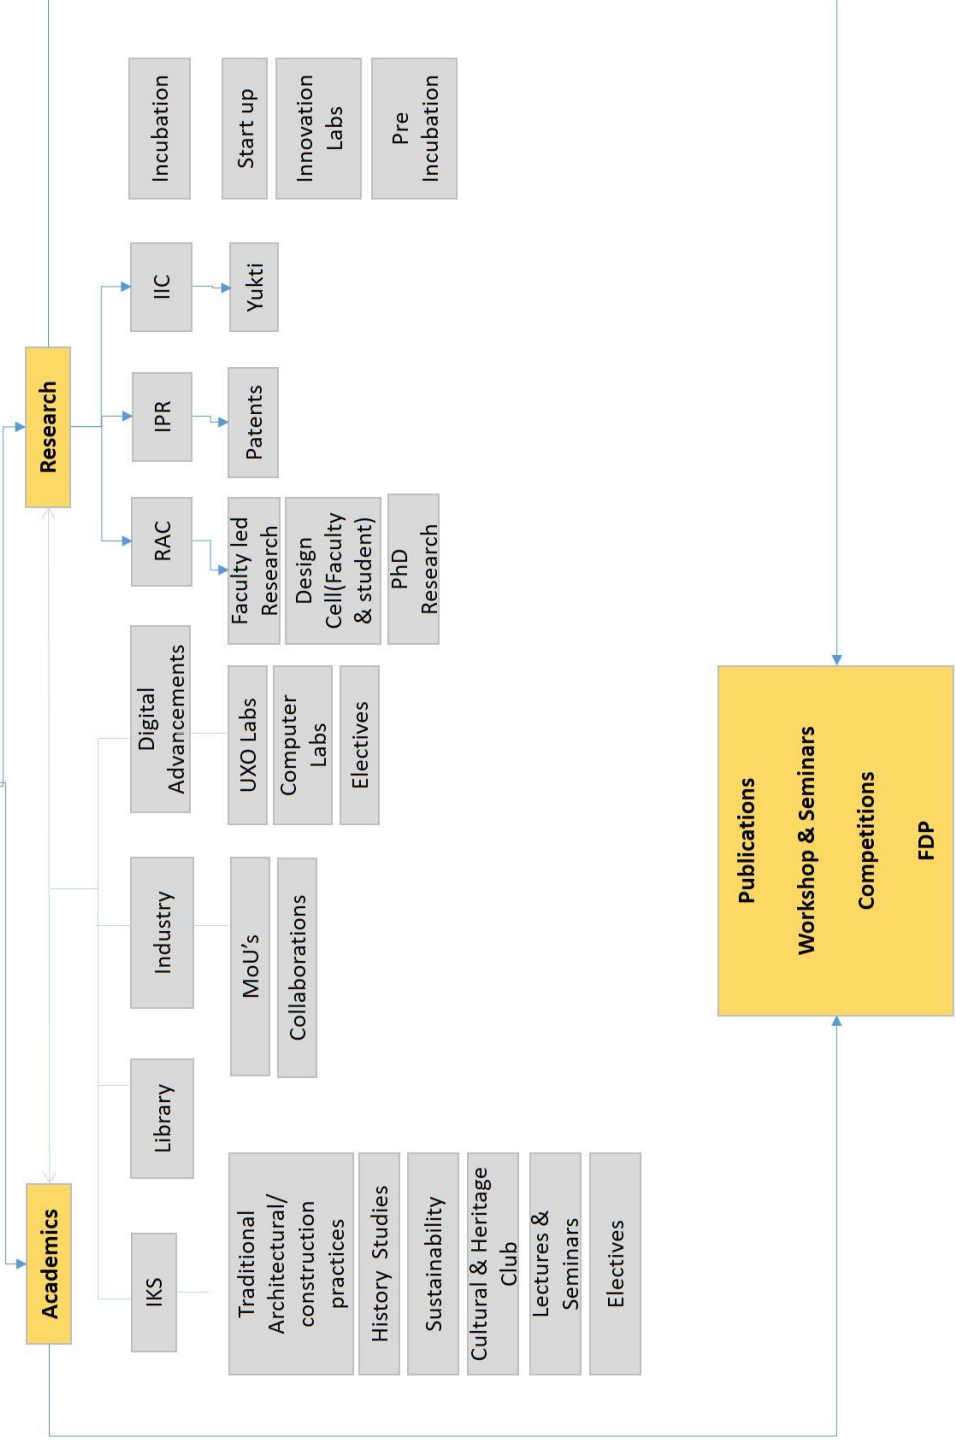 Academics
Research
IKS
Library
Industry
Digital
Advancements
RAC
IPR
IIC
Incubation
Traditional
Architectural/
construction
practices
History Studies
Sustainability
Cultural & Heritage
Club
Lectures &
Seminars
Electives
MoU's
Collaborations
UXO Labs
Computer
Labs
Electives
Faculty led
Research
Design
Cell(Faculty
& student)
PhD
Research
Patents
Yukti
Start up
Innovation
Labs
Pre
Incubation
Publications
Workshop & Seminars
Competitions
FDP